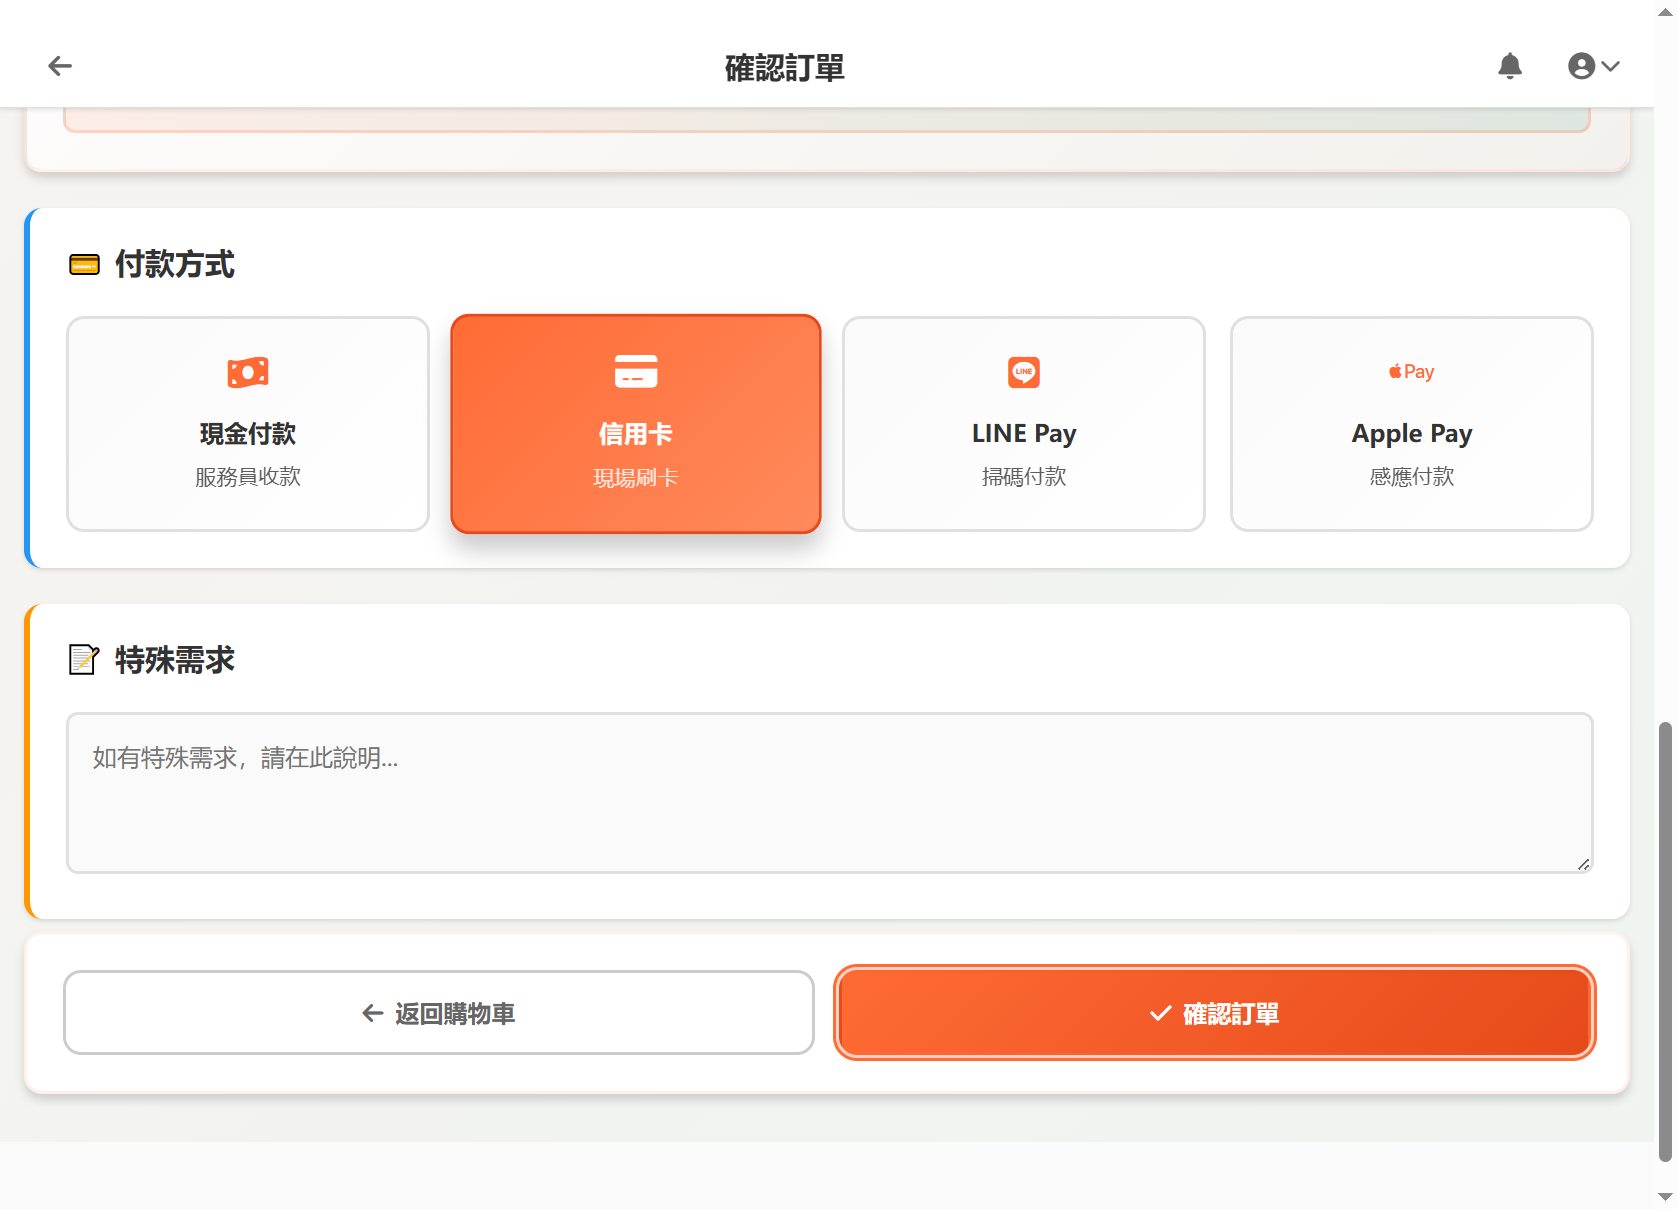 確認訂單
付款方式
現金付款
服務員收款
信用卡
現場刷卡
LINE
LINE Pay
掃碼付款
Pay
Apple Pay
感應付款
特殊需求
如有特殊需求，請在此說明...
返回購物車
確認訂單